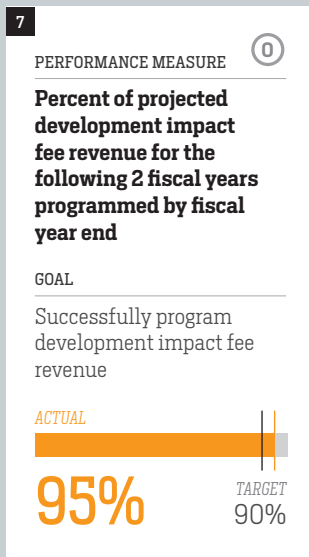 7
PERFORMANCE MEASURE
O
Percent of projected
development impact
fee revenue for the
following 2 fiscal years
programmed by fiscal
year end
GOAL
Successfully program
development impact fee
revenue
ACTUAL
95%
TARGET
90%